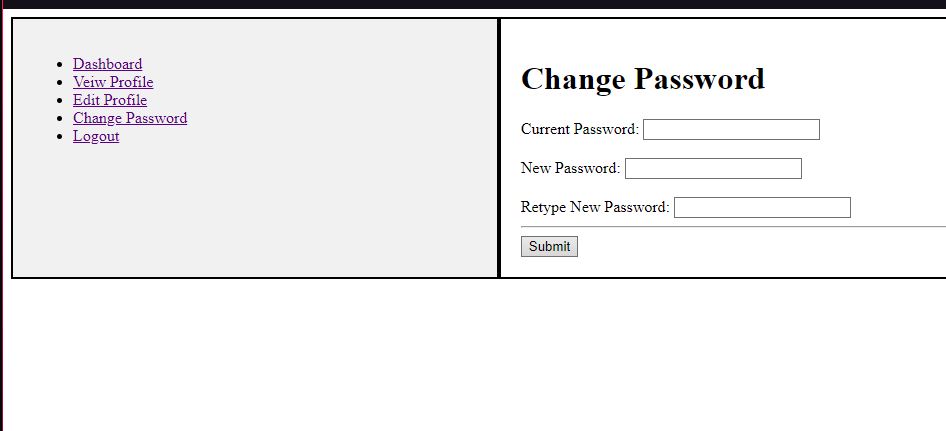 Dashboard
Veiw Profile
Edit Profile
Change Password
Logout
Change Password
Current Password:
New Password:
Retype New Password:
Submit